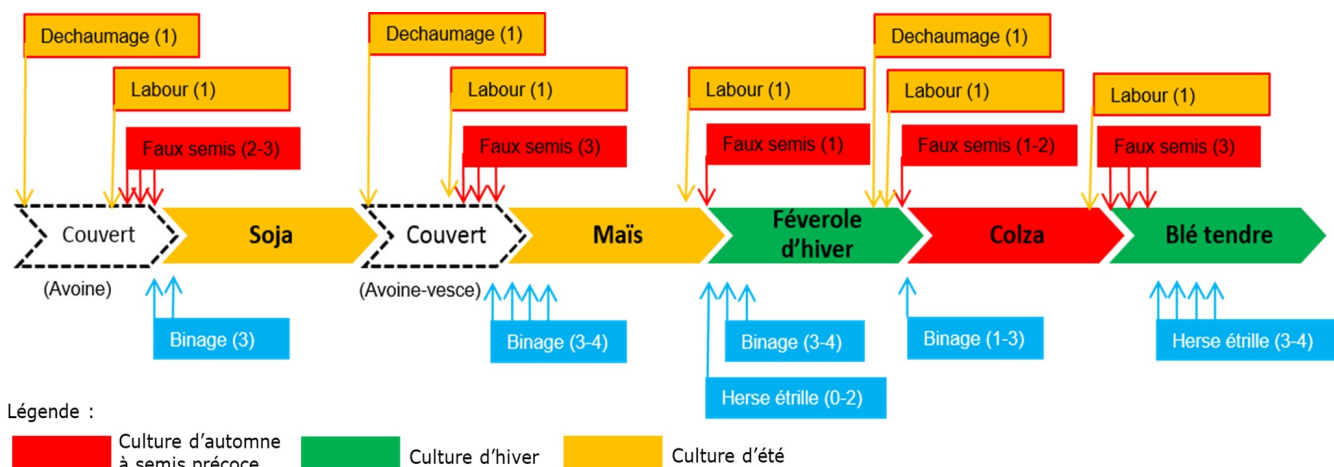 Dechaumage (1)
Dechaumage (1)
Dechaumage (1)
Labour (1)
Labour (1)
Labour (1)
Labour (1)
Labour (1)
Faux semis (2-3)
Faux semis (3)
Faux semis (1)
Faux semis (1-2)
Faux semis (3)
Couvert
Soja
Couvert
Maïs
Féverole
d’hiver
Colza
Blé tendre
(Avoine)
(Avoine-vesce)
Binage (3)
Binage (3-4)
Binage (3-4)
Binage (1-3)
Herse étrille (3-4)
Herse étrille (0-2)
Légende :
Culture d’automne
à semis précoce
Culture d’hiver
Culture d’été